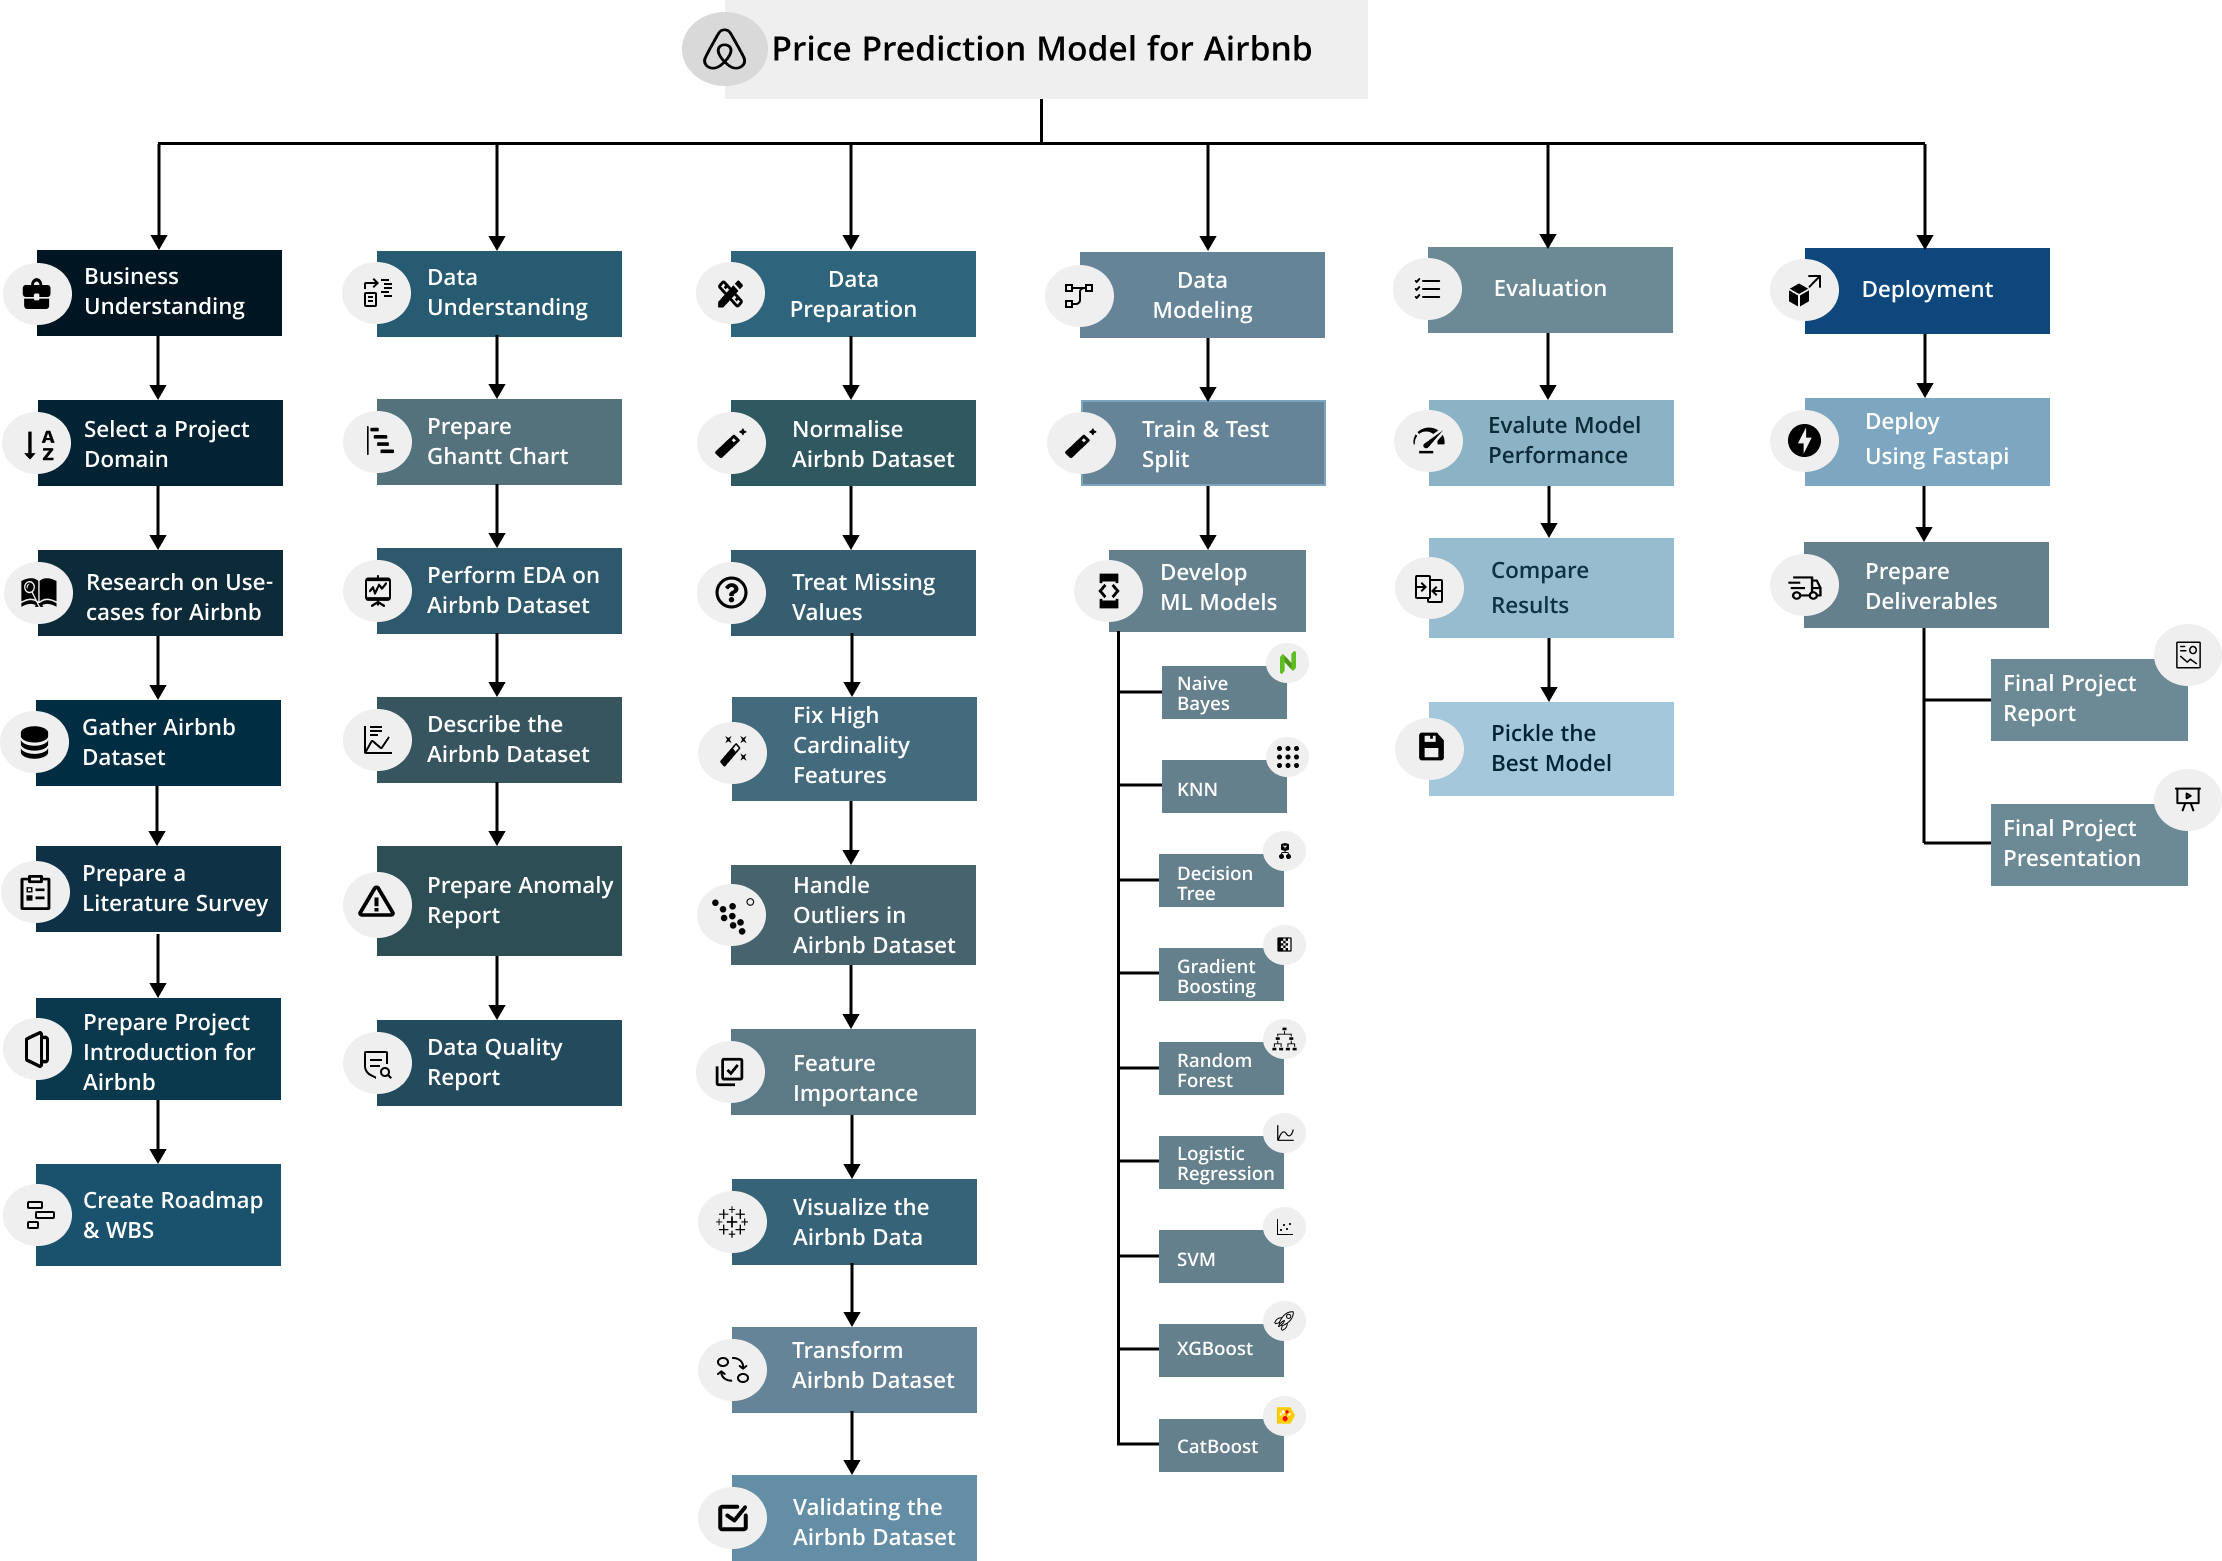 Price Prediction Model for Airbnb
Business
Understanding
Select a Project
Domain
Research on Use-
cases for Airbnb
Gather Airbnb
Dataset
Prepare a
Literature Survey
Prepare Project
Introduction for
Airbnb
Create Roadmap
& WBS
Data
Understanding
Prepare
Ghantt Chart
Perform EDA on
Airbnb Dataset
Describe the
Airbnb Dataset
Prepare Anomaly
Report
Data Quality
Report
Data
Preparation
Normalise
Airbnb Dataset
Treat Missing
Values
Fix High
Cardinality
Features
Handle
Outliers in
Airbnb Dataset
Feature
Importance
Visualize the
Airbnb Data
Transform
Airbnb Dataset
Validating the
Airbnb Dataset
Data
Modeling
Train & Test
Split
Develop
ML Models
Naive
Bayes
KNN
Decision
Tree
Gradient
Boosting
Random
Forest
Logistic
Regression
SVM
XGBoost
CatBoost
Evaluation
Evalute Model
Performance
Compare
Results
Pickle the
Best Model
Deployment
Deploy
Using Fastapi
Prepare
Deliverables
Final Project
Report
Final Project
Presentation
A
Z